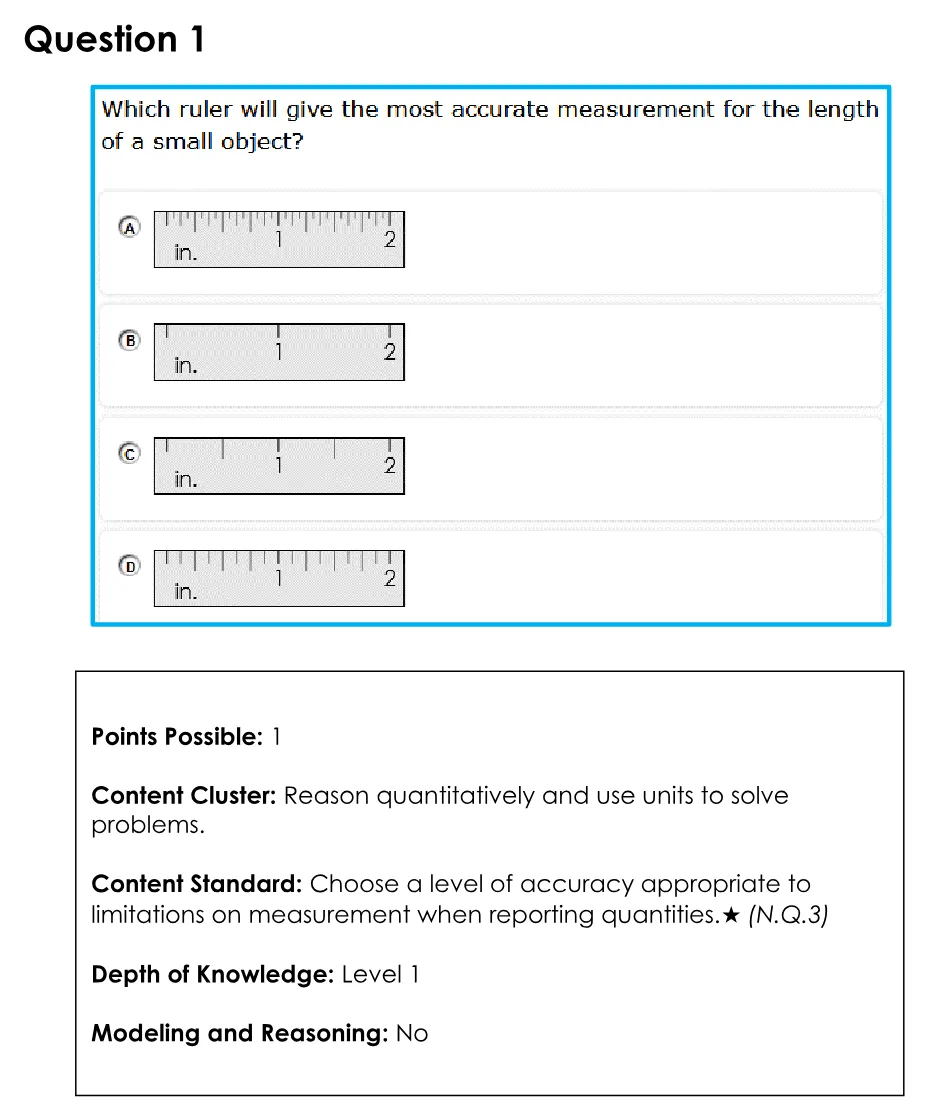 Question 1
Which ruler will give the most accurate measurement for the length
of a small object?
A
1 2
in.
B
1 2
in.
C
1 2
in.
D
1 2
in.
Points Possible: 1
Content Cluster: Reason quantitatively and use units to solve
problems.
Content Standard: Choose a level of accuracy appropriate to
limitations on measurement when reporting quantities.★ (N.Q.3)
Depth of Knowledge: Level 1
Modeling and Reasoning: No